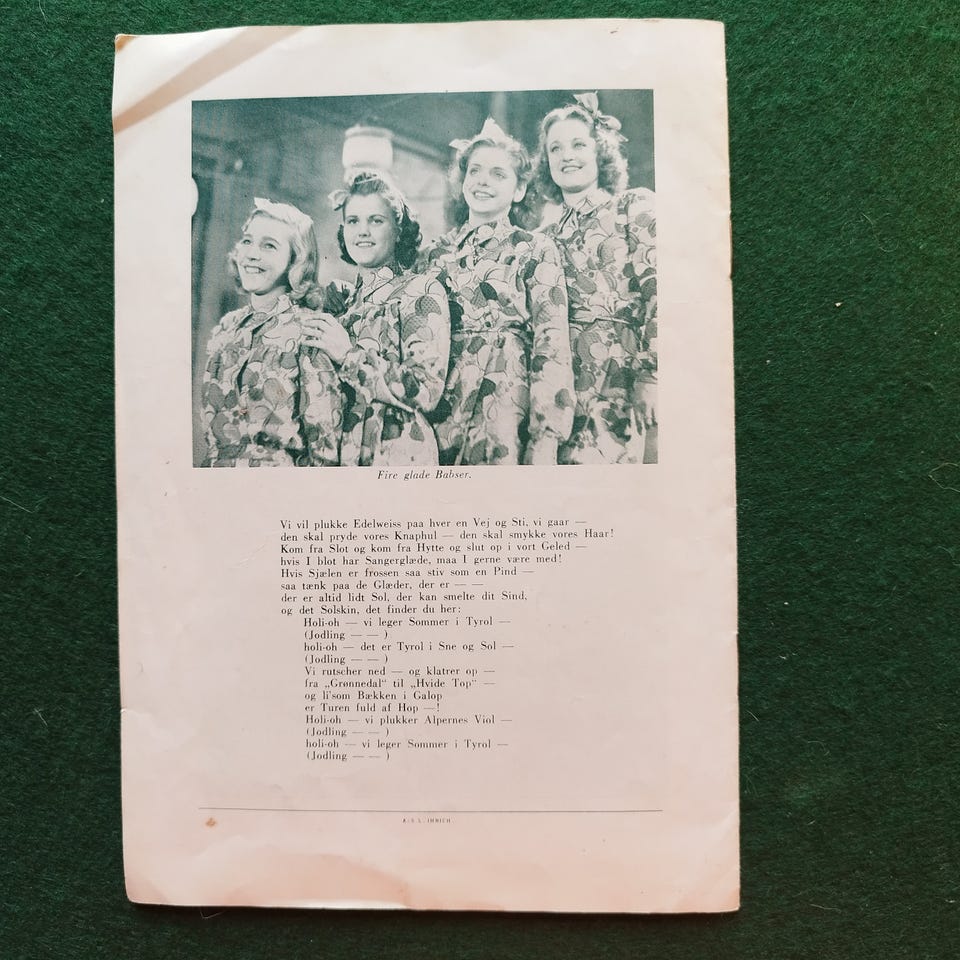 Fire glade Babser.
Vi vil plukke Edelweiss paa hver en Vej og Sti, vi gaar —
den skal pryde vores Knaphul — den skal smykke vores Haar!
Kom fra Slot og kom fra Hytte og slut op i vort Geled —
hvis I blot har Sangerglæde, maa I gerne være med!
Hvis Sjælen er frossen saa stiv som en Pind —
saa tænk paa de Glæder, der er — —
der er altid lidt Sol, der kan smelte dit Sind,
og det Solskin, det finder du her:
Holi-oh — vi leger Sommer i Tyrol —
(Jodling — — )
holi-oh — det er Tyrol i Sne og Sol —
(Jodling — — )
Vi rutscher ned — og klatrer op —
fra „Grønnedal“ til „Hvide Top“ —
og li'som Bækken i Galop
er Turen fuld af Hop —!
Holi-oh — vi plukker Alpernes Viol —
(Jodling — — )
holi-oh — vi leger Sommer i Tyrol —
(Jodling — — )